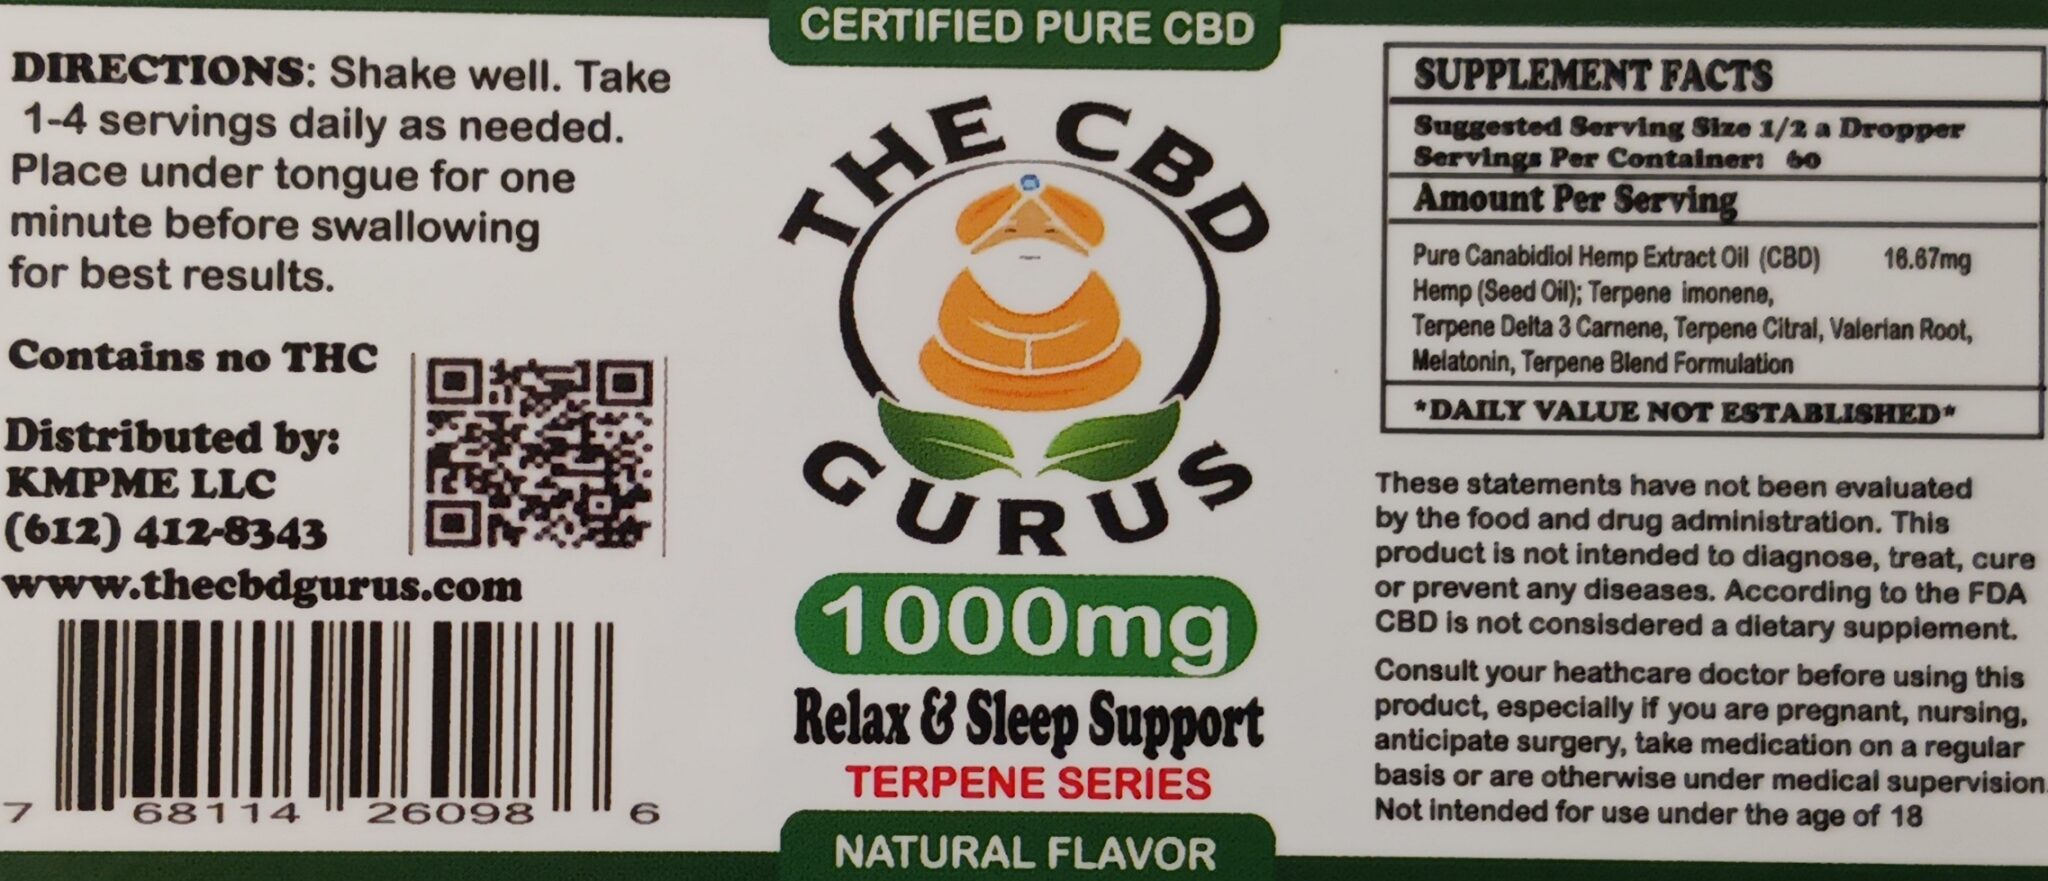 DIRECTIONS: Shake well. Take
1-4 servings daily as needed.
Place under tongue for one
minute before swallowing
for best results.
Contains no THC
Distributed by:
KMPME LLC
(612) 412-8343
www.thecbdgurus.com
7 68114 26098 6
CERTIFIED PURE CBD
THE CBD
GURUS
1000mg
Relax & Sleep Support
TERPENE SERIES
NATURAL FLAVOR
SUPPLEMENT FACTS
Suggested Serving Size 1/2 a Dropper
Servings Per Container: 60
Amount Per Serving
Pure Canabidiol Hemp Extract Oil (CBD) 16.67mg
Hemp (Seed Oil); Terpene imonene,
Terpene Delta 3 Carnene, Terpene Citral, Valerian Root,
Melatonin, Terpene Blend Formulation
*DAILY VALUE NOT ESTABLISHED*
These statements have not been evaluated
by the food and drug administration. This
product is not intended to diagnose, treat, cure
or prevent any diseases. According to the FDA
CBD is not consisdered a dietary supplement.
Consult your heathcare doctor before using this
product, especially if you are pregnant, nursing,
anticipate surgery, take medication on a regular
basis or are otherwise under medical supervision.
Not intended for use under the age of 18